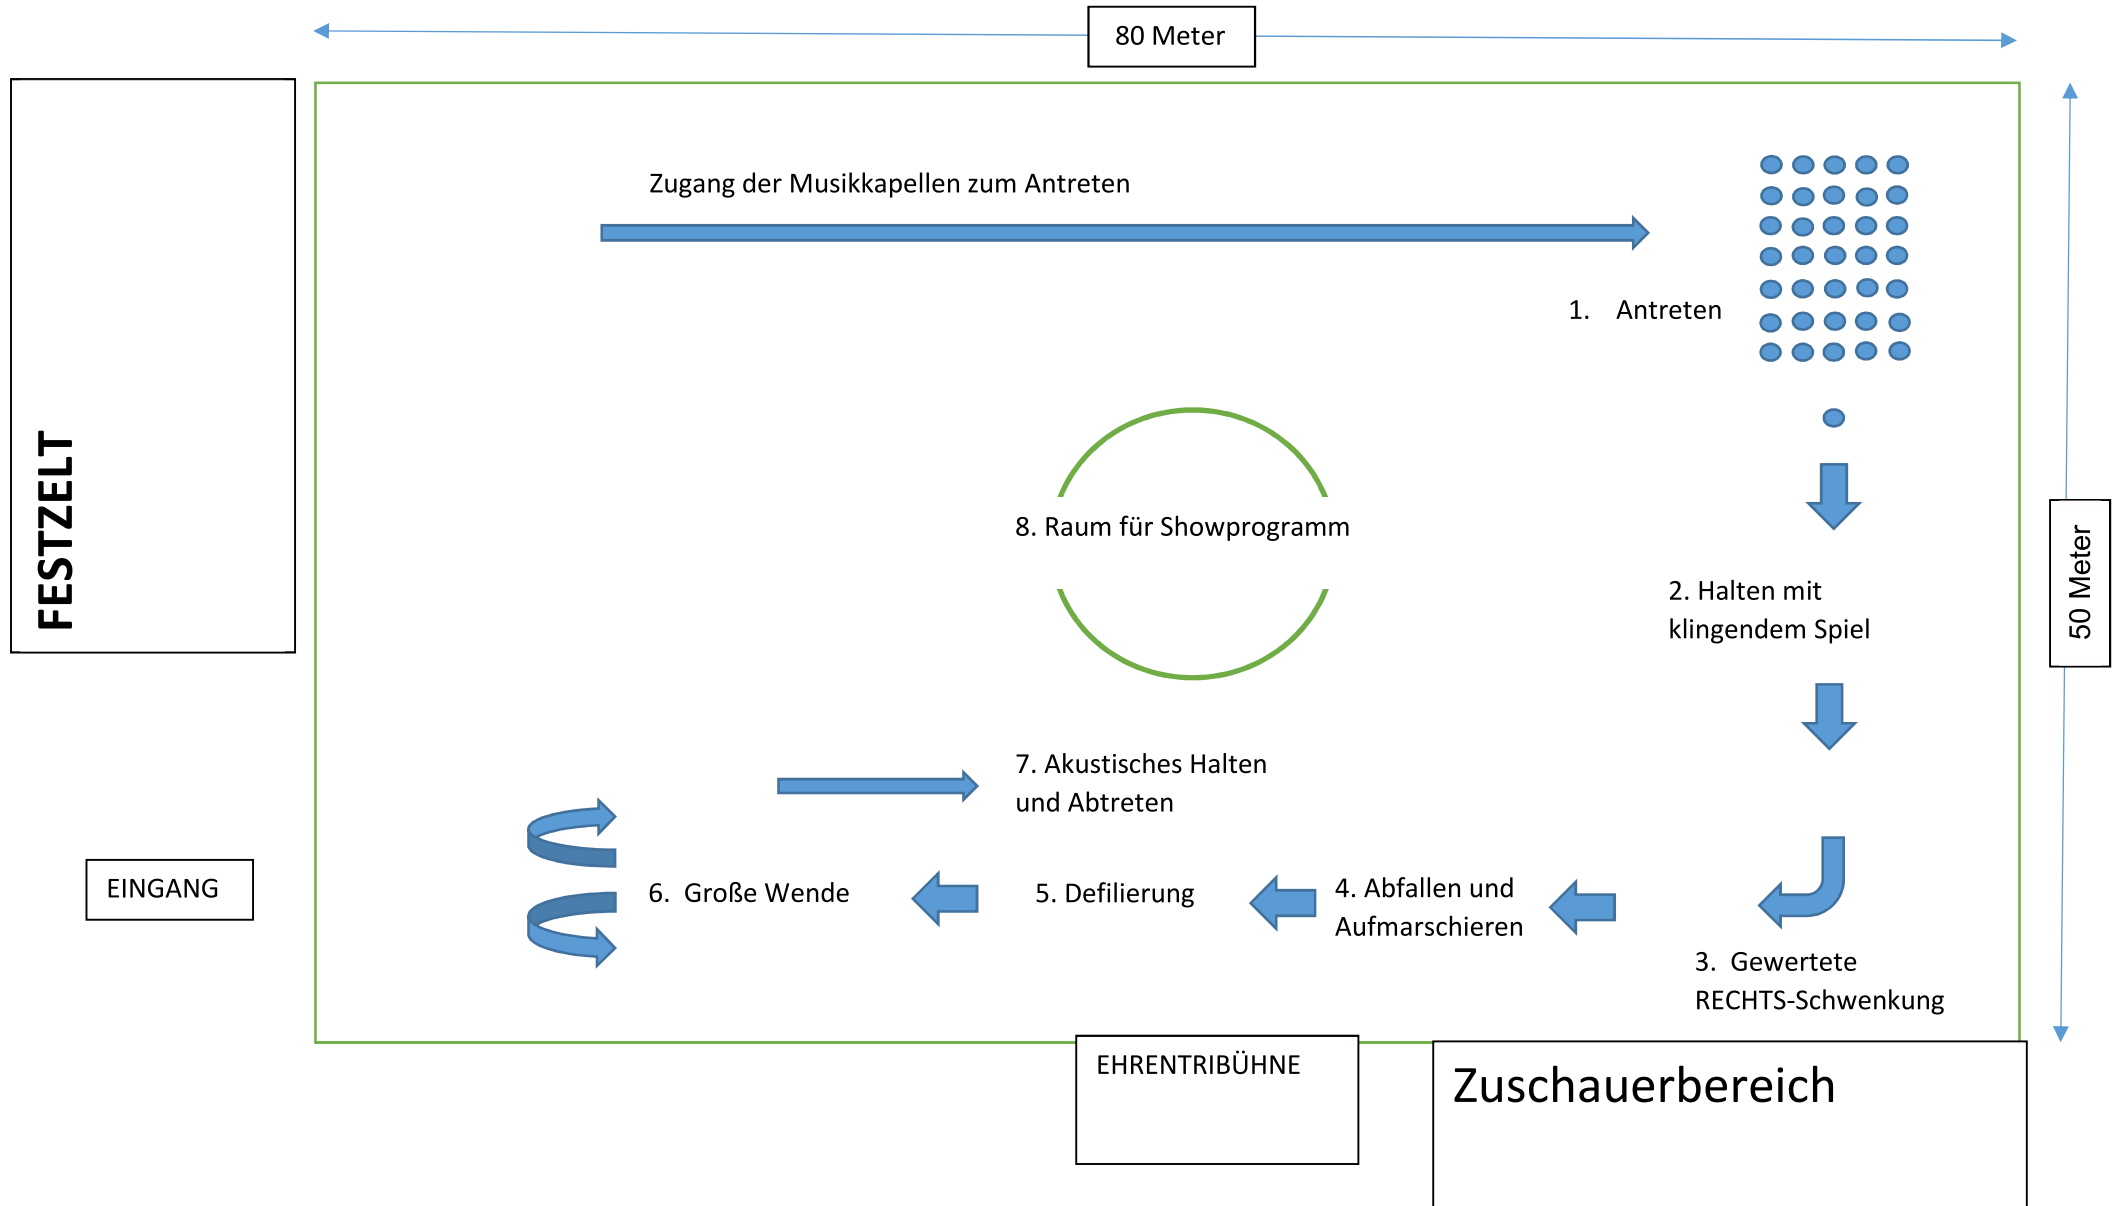 80 Meter
FESTZELT
Zugang der Musikkapellen zum Antreten
1. Antreten
8. Raum für Showprogramm
2. Halten mit
klingendem Spiel
50 Meter
7. Akustisches Halten
und Abtreten
EINGANG
6. Große Wende
5. Defilierung
4. Abfallen und
Aufmarschieren
3. Gewertete
RECHTS-Schwenkung
EHRENTRIBÜHNE
Zuschauerbereich